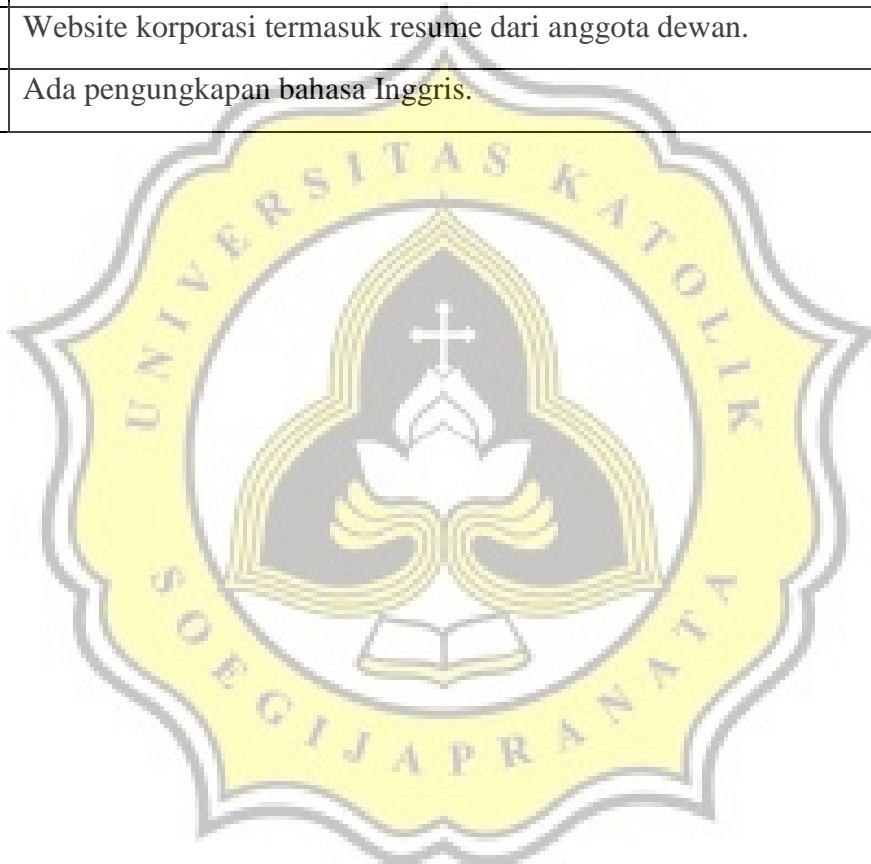 Website korporasi termasuk resume dari anggota dewan.
Ada pengungkapan bahasa Inggris.
UNIVERSITAS KATOLIK
SOEGIJAPRANATA